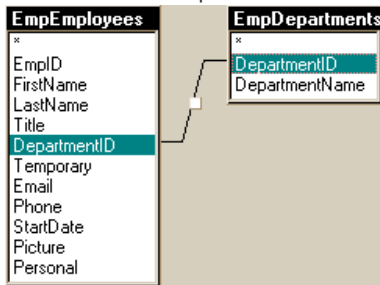 EmpEmployees
*
EmpID
FirstName
LastName
Title
DepartmentID
Temporary
Email
Phone
StartDate
Picture
Personal
EmpDepartments
*
DepartmentID
DepartmentName